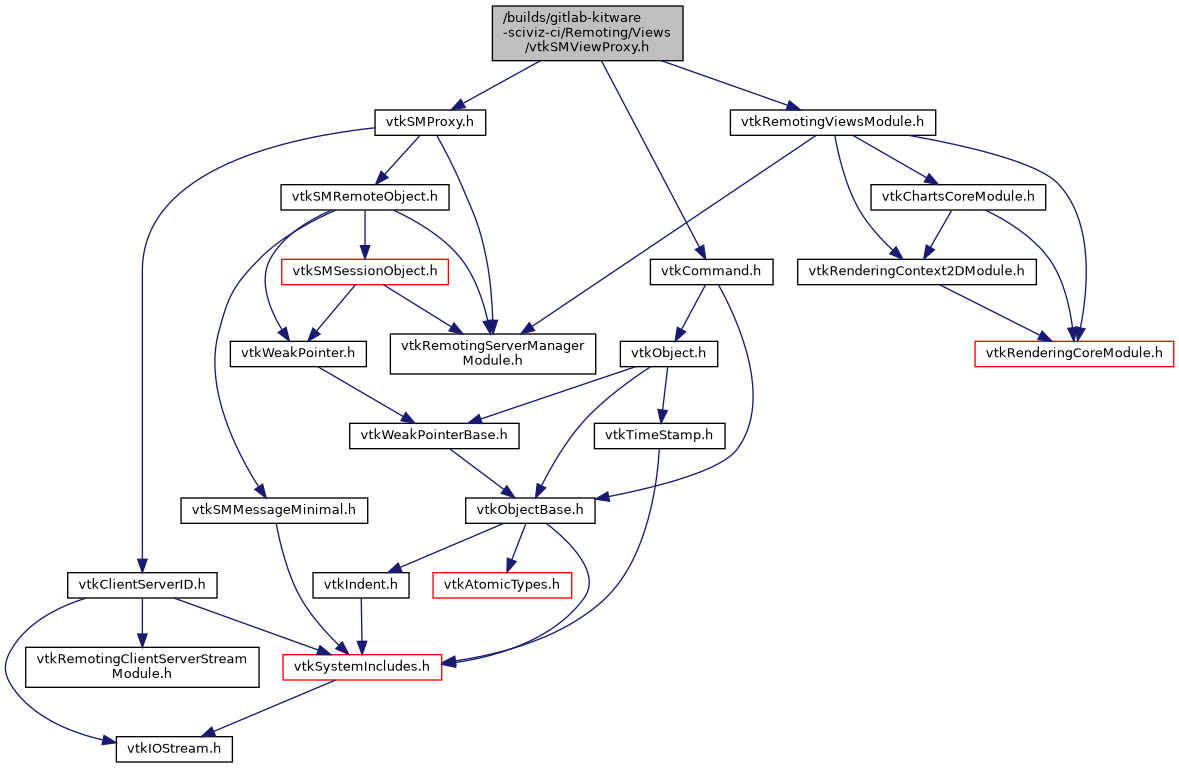 /builds/gitlab-kitware
-sciviz-ci/Remoting/Views
/vtkSMViewProxy.h
vtkSMProxy.h
vtkRemotingViewsModule.h
vtkSMRemoteObject.h
vtkChartsCoreModule.h
vtkSMSessionObject.h
vtkCommand.h
vtkRenderingContext2DModule.h
vtkWeakPointer.h
vtkRemotingServerManager
Module.h
vtkObject.h
vtkRenderingCoreModule.h
vtkWeakPointerBase.h
vtkTimeStamp.h
vtkSMMessageMinimal.h
vtkObjectBase.h
vtkClientServerID.h
vtkIndent.h
vtkAtomicTypes.h
vtkRemotingClientServerStream
Module.h
vtkSystemIncludes.h
vtkIOStream.h